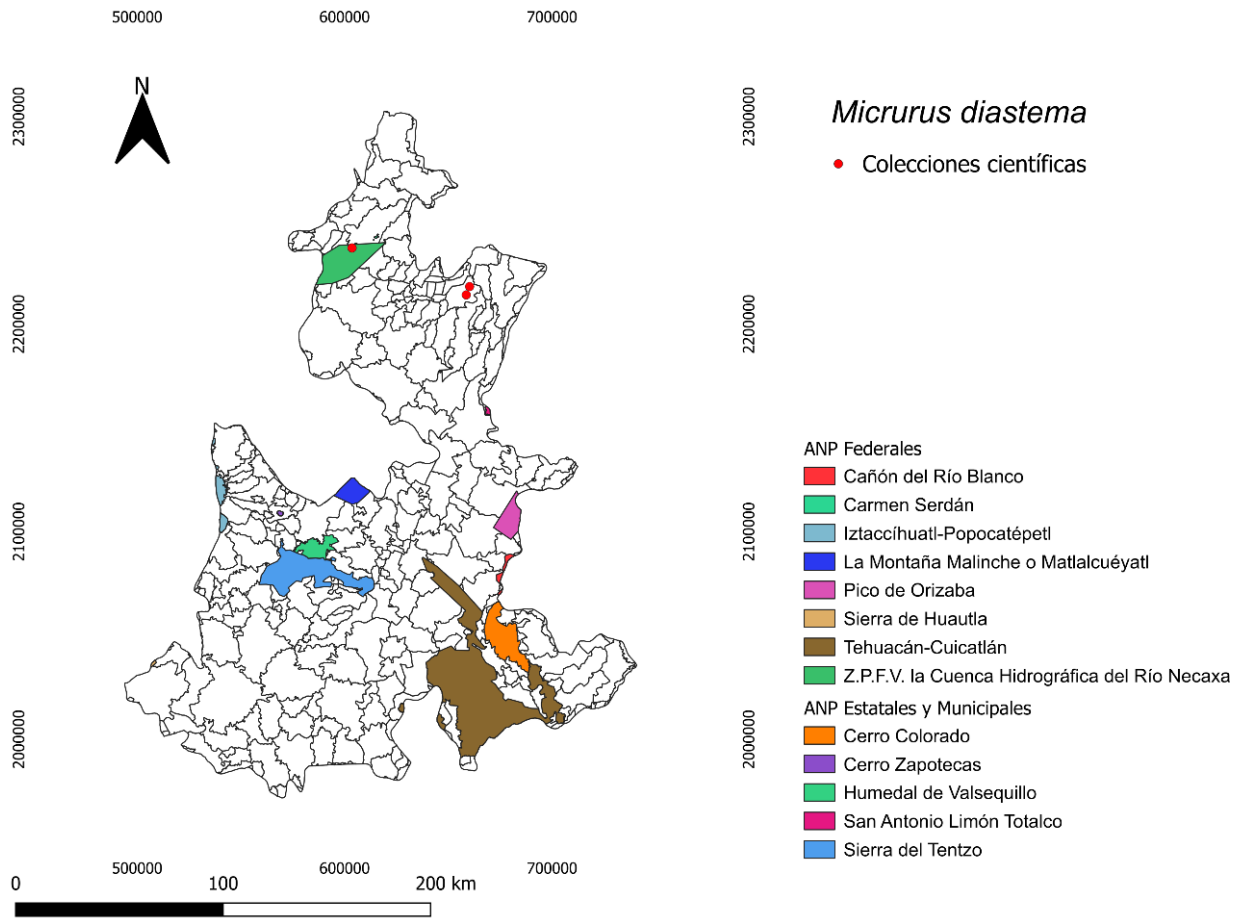 500000 600000 700000
N
2300000 2300000
Micrurus diastema
Colecciones científicas
2200000 2200000
ANP Federales
Cañón del Río Blanco
Carmen Serdán
Iztaccíhuatl-Popocatépetl
2100000 2100000
La Montaña Malinche o Matlalcuéyatl
Pico de Orizaba
Sierra de Huautla
Tehuacán-Cuicatlán
Z.P.F.V. la Cuenca Hidrográfica del Río Necaxa
ANP Estatales y Municipales
2000000 2000000
Cerro Colorado
Cerro Zapotecas
Humedal de Valsequillo
San Antonio Limón Totalco
Sierra del Tentzo
500000 600000 700000
0 100 200 km